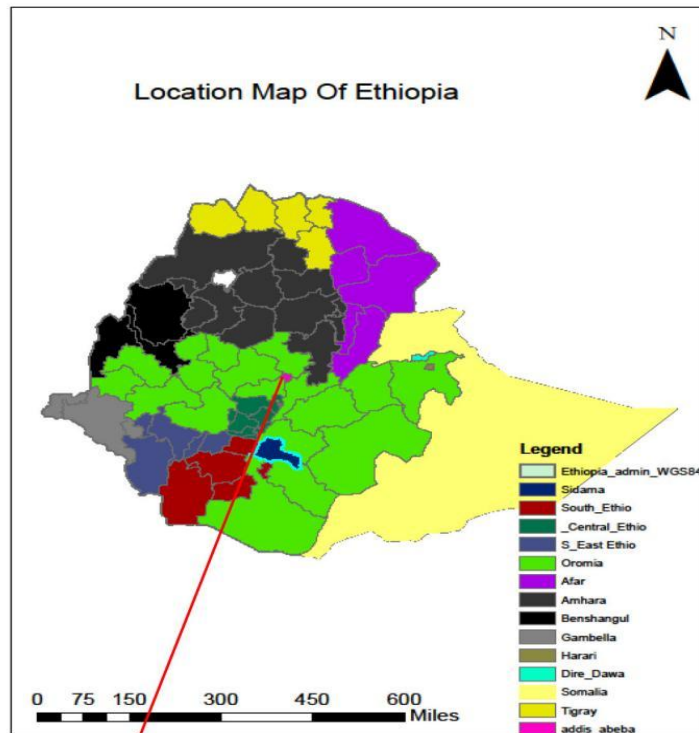 N
Location Map Of Ethiopia
Legend
Ethiopia_admin_WGS84
Sidama
South_Ethio
_Central_Ethio
S_East Ethio
Oromia
Afar
Amhara
Benshangul
Gambella
Harari
Dire_Dawa
Somalia
Tigray
addis_abeba
0 75 150 300 450 600
Miles